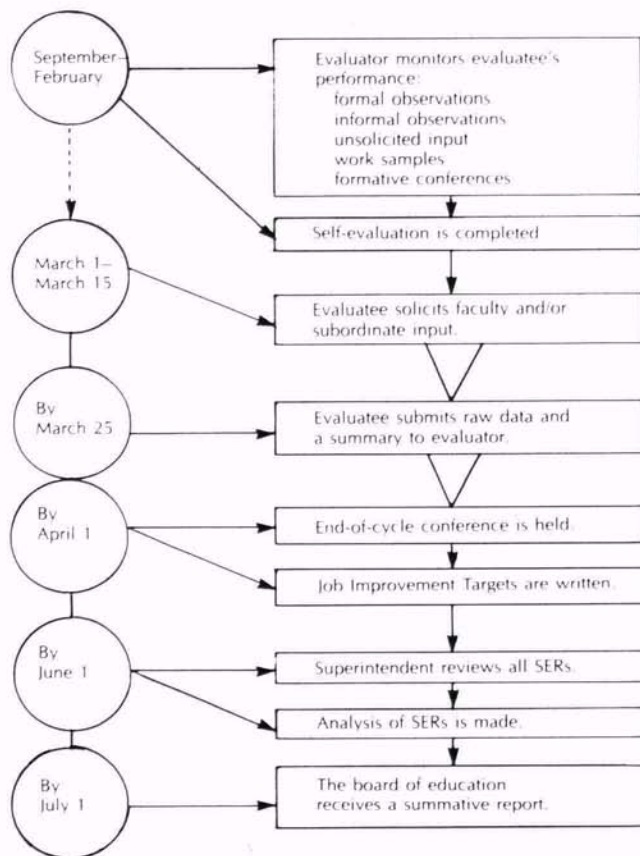 September–
February
Evaluator monitors evaluatee's
performance:
formal observations
informal observations
unsolicited input
work samples
formative conferences
Self-evaluation is completed
March 1–
March 15
Evaluatee solicits faculty and/or
subordinate input.
By
March 25
Evaluatee submits raw data and
a summary to evaluator.
By
April 1
End-of-cycle conference is held.
Job Improvement Targets are written.
By
June 1
Superintendent reviews all SERs.
Analysis of SERs is made.
By
July 1
The board of education
receives a summative report.